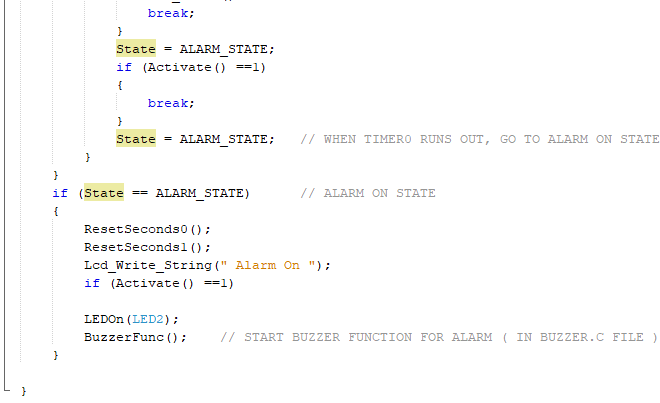 break;
}
State = ALARM_STATE;
if (Activate() ==1)
{
break;
}
State = ALARM_STATE;   // WHEN TIMER0 RUNS OUT, GO TO ALARM ON STATE
}
}
if (State == ALARM_STATE)      // ALARM ON STATE
{
ResetSeconds0();
ResetSeconds1();
Lcd_Write_String(" Alarm On ");
if (Activate() ==1)
LEDOn(LED2);
BuzzerFunc();    // START BUZZER FUNCTION FOR ALARM ( IN BUZZER.C FILE )
}
}